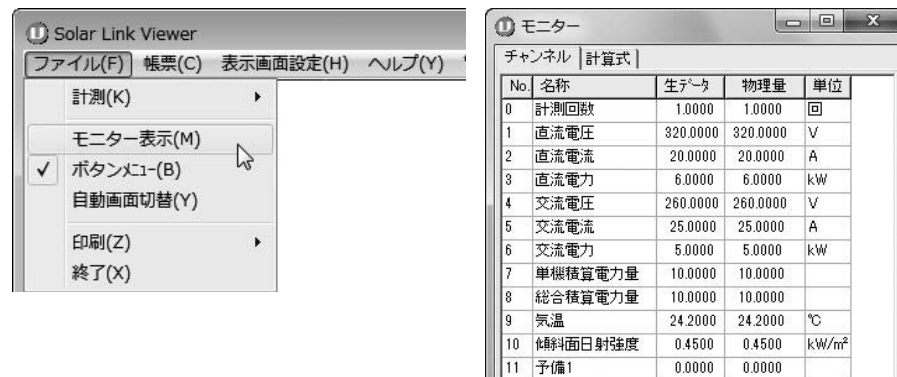 Solar Link Viewer
ファイル(F) 帳票(C) 表示画面設定(H) ヘルプ(Y)
計測(K)
モニター表示(M)
ボタンメニュー(B)
自動画面切替(Y)
印刷(Z)
終了(X)
モニター
チャンネル 計算式
No. 名称 生データ 物理量 単位
0 計測回数 1.0000 1.0000 回
1 直流電圧 320.0000 320.0000 V
2 直流電流 20.0000 20.0000 A
3 直流電力 6.0000 6.0000 kW
4 交流電圧 260.0000 260.0000 V
5 交流電流 25.0000 25.0000 A
6 交流電力 5.0000 5.0000 kW
7 単機積算電力量 10.0000 10.0000
8 総合積算電力量 10.0000 10.0000
9 気温 24.2000 24.2000 ℃
10 傾斜面日射強度 0.4500 0.4500 kW/m²
11 予備1 0.0000 0.0000